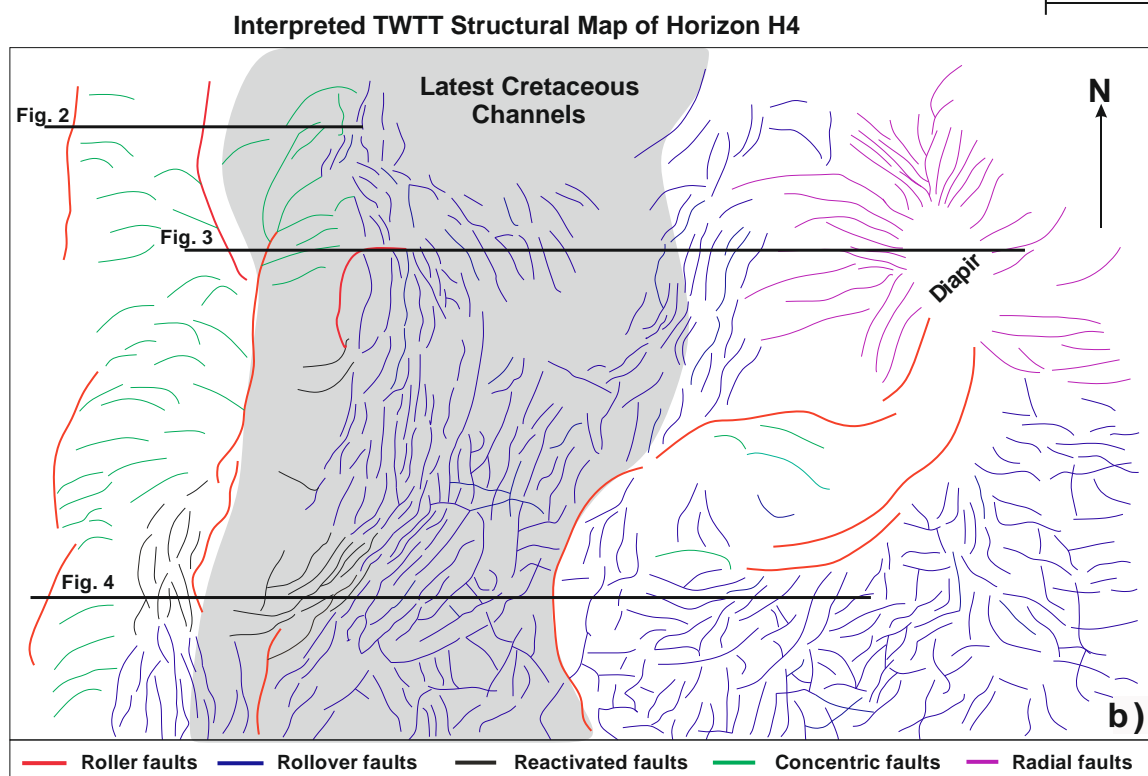 Interpreted TWTT Structural Map of Horizon H4
Latest Cretaceous
Channels
N
Fig. 2
Fig. 3
Diapir
Fig. 4
b)
Roller faults
Rollover faults
Reactivated faults
Concentric faults
Radial faults